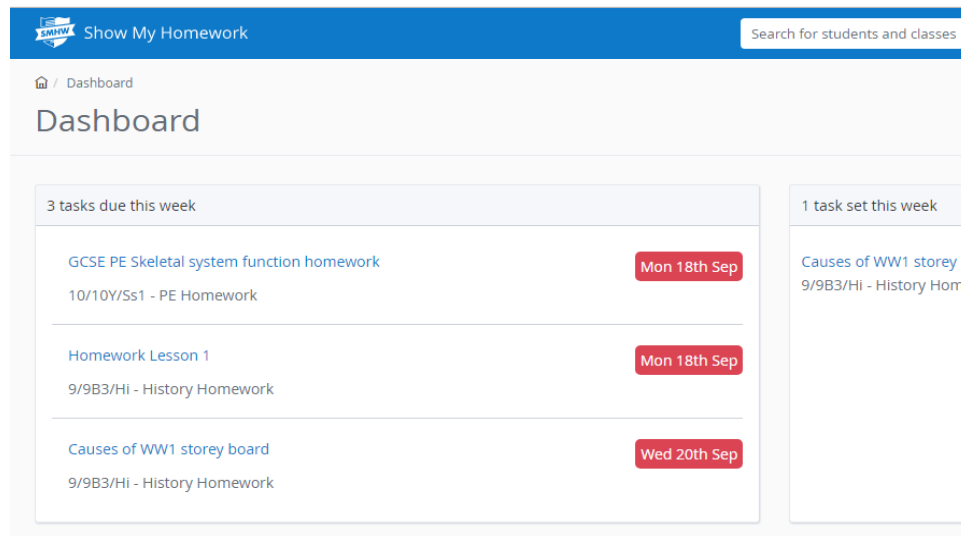 SMHW Show My Homework
Search for students and classes
/ Dashboard
Dashboard
3 tasks due this week
GCSE PE Skeletal system function homework
Mon 18th Sep
10/10Y/Ss1 - PE Homework
Homework Lesson 1
Mon 18th Sep
9/9B3/Hi - History Homework
Causes of WW1 storey board
Wed 20th Sep
9/9B3/Hi - History Homework
1 task set this week
Causes of WW1 storey
9/9B3/Hi - History Hom